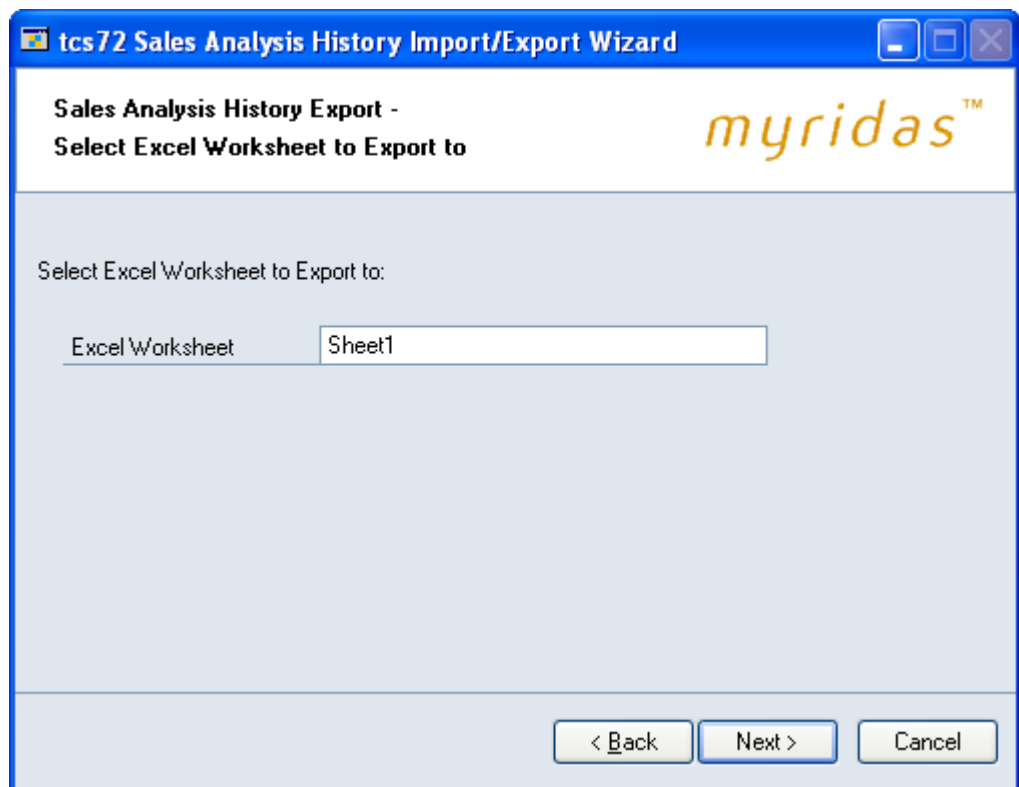 tcs72 Sales Analysis History Import/Export Wizard
Sales Analysis History Export -
Select Excel Worksheet to Export to
myridas™
Select Excel Worksheet to Export to:
Excel Worksheet
Sheet1
< Back
Next >
Cancel